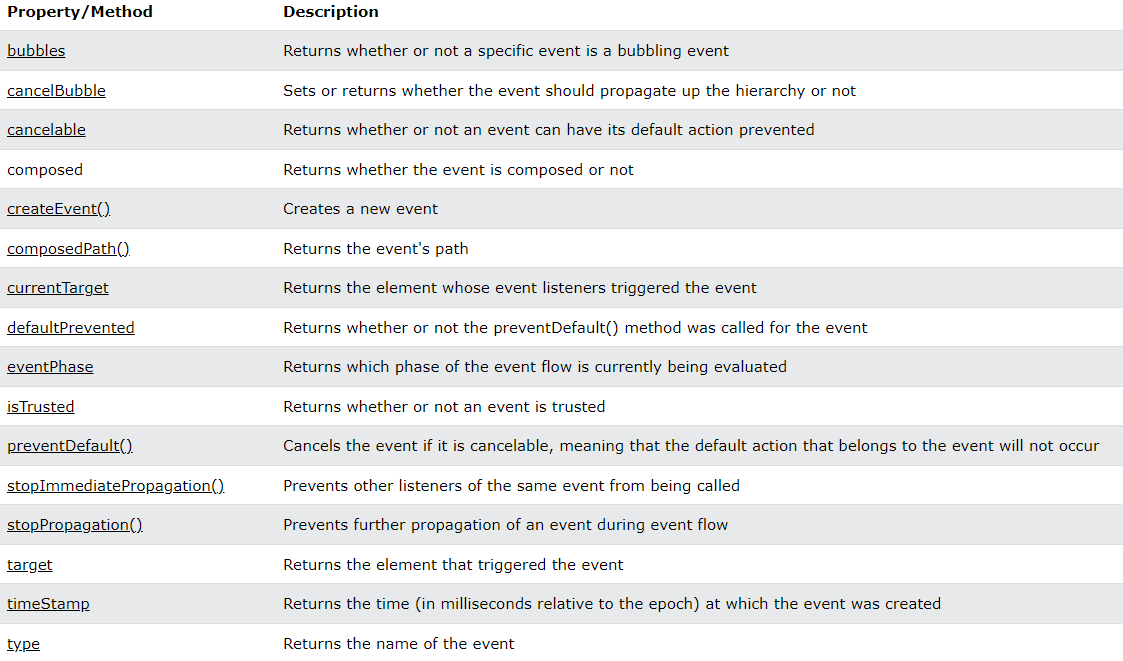 Property/Method Description
bubbles Returns whether or not a specific event is a bubbling event
cancelBubble Sets or returns whether the event should propagate up the hierarchy or not
cancelable Returns whether or not an event can have its default action prevented
composed Returns whether the event is composed or not
createEvent() Creates a new event
composedPath() Returns the event's path
currentTarget Returns the element whose event listeners triggered the event
defaultPrevented Returns whether or not the preventDefault() method was called for the event
eventPhase Returns which phase of the event flow is currently being evaluated
isTrusted Returns whether or not an event is trusted
preventDefault() Cancels the event if it is cancelable, meaning that the default action that belongs to the event will not occur
stopImmediatePropagation() Prevents other listeners of the same event from being called
stopPropagation() Prevents further propagation of an event during event flow
target Returns the element that triggered the event
timeStamp Returns the time (in milliseconds relative to the epoch) at which the event was created
type Returns the name of the event